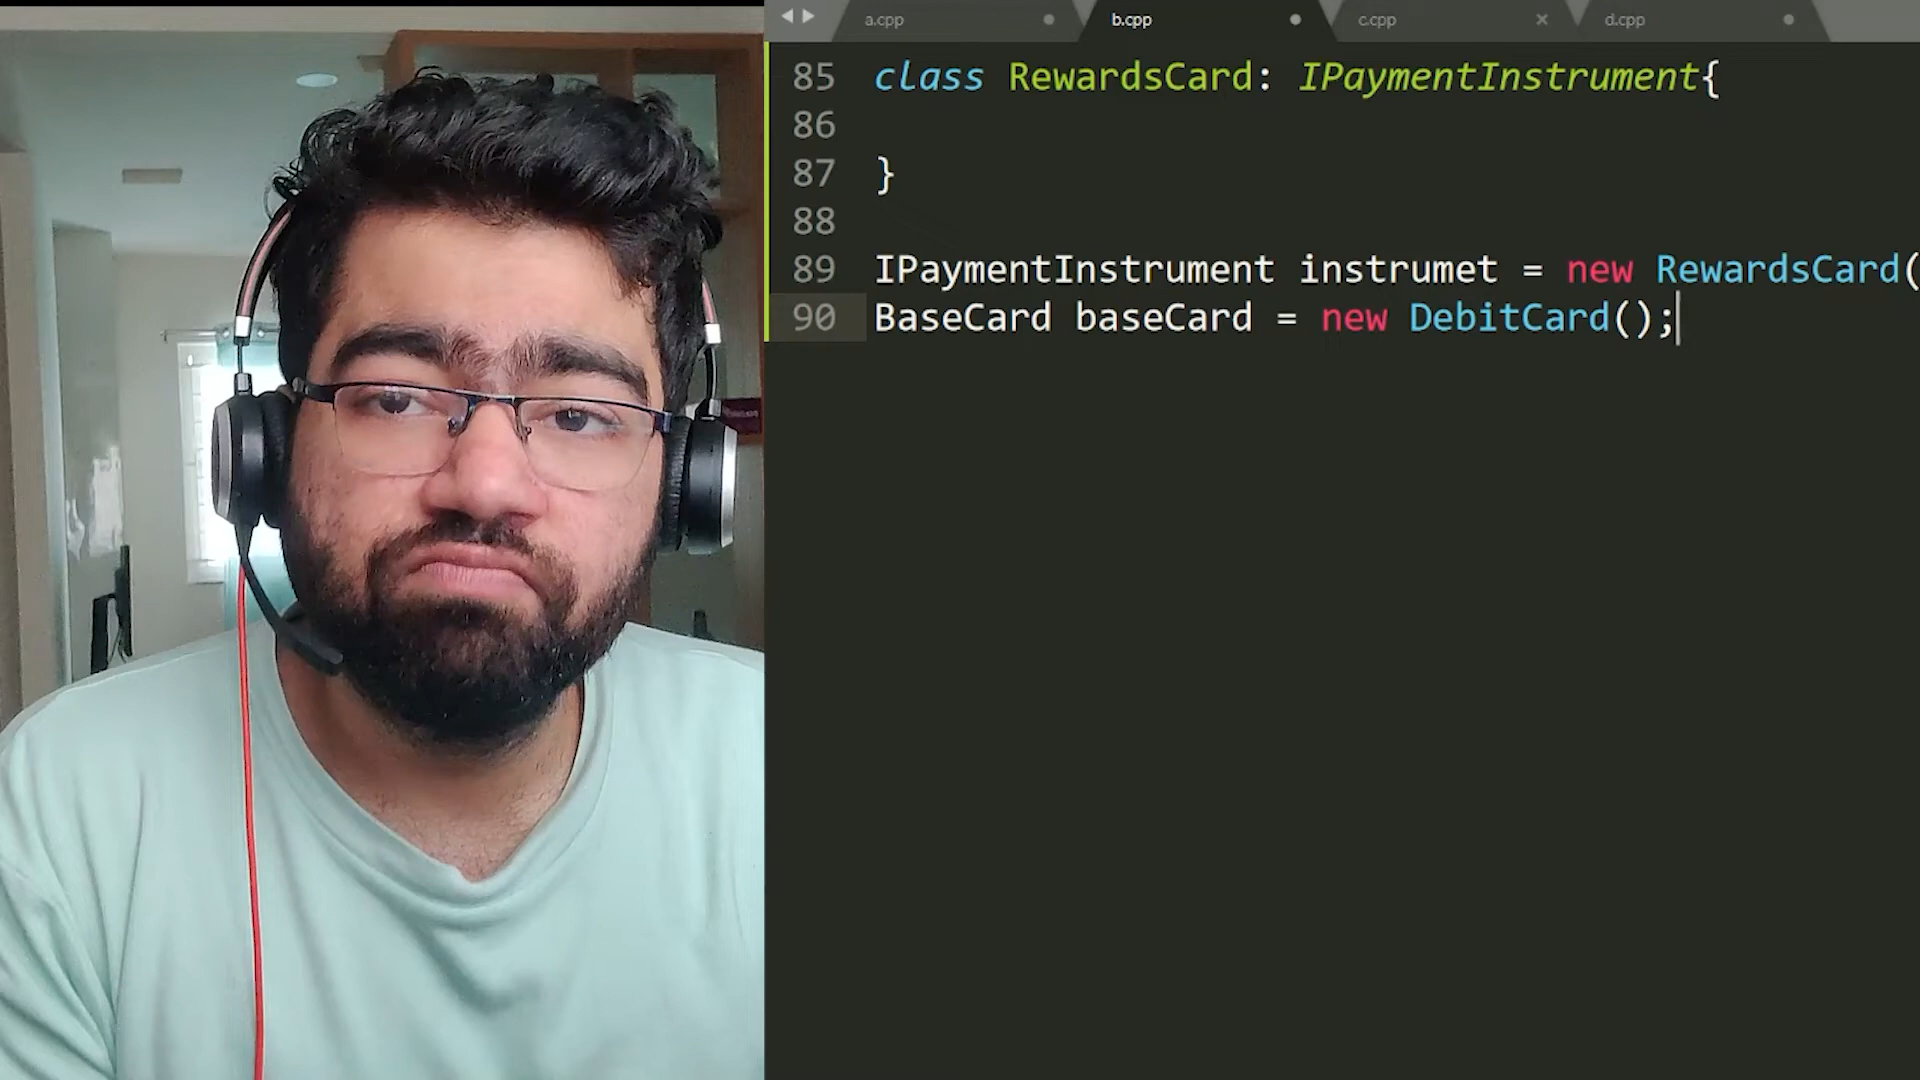 a.cpp b.cpp c.cpp d.cpp
85 class RewardsCard: IPaymentInstrument{
86
87 }
88
89 IPaymentInstrument instrumet = new RewardsCard(
90 BaseCard baseCard = new DebitCard();